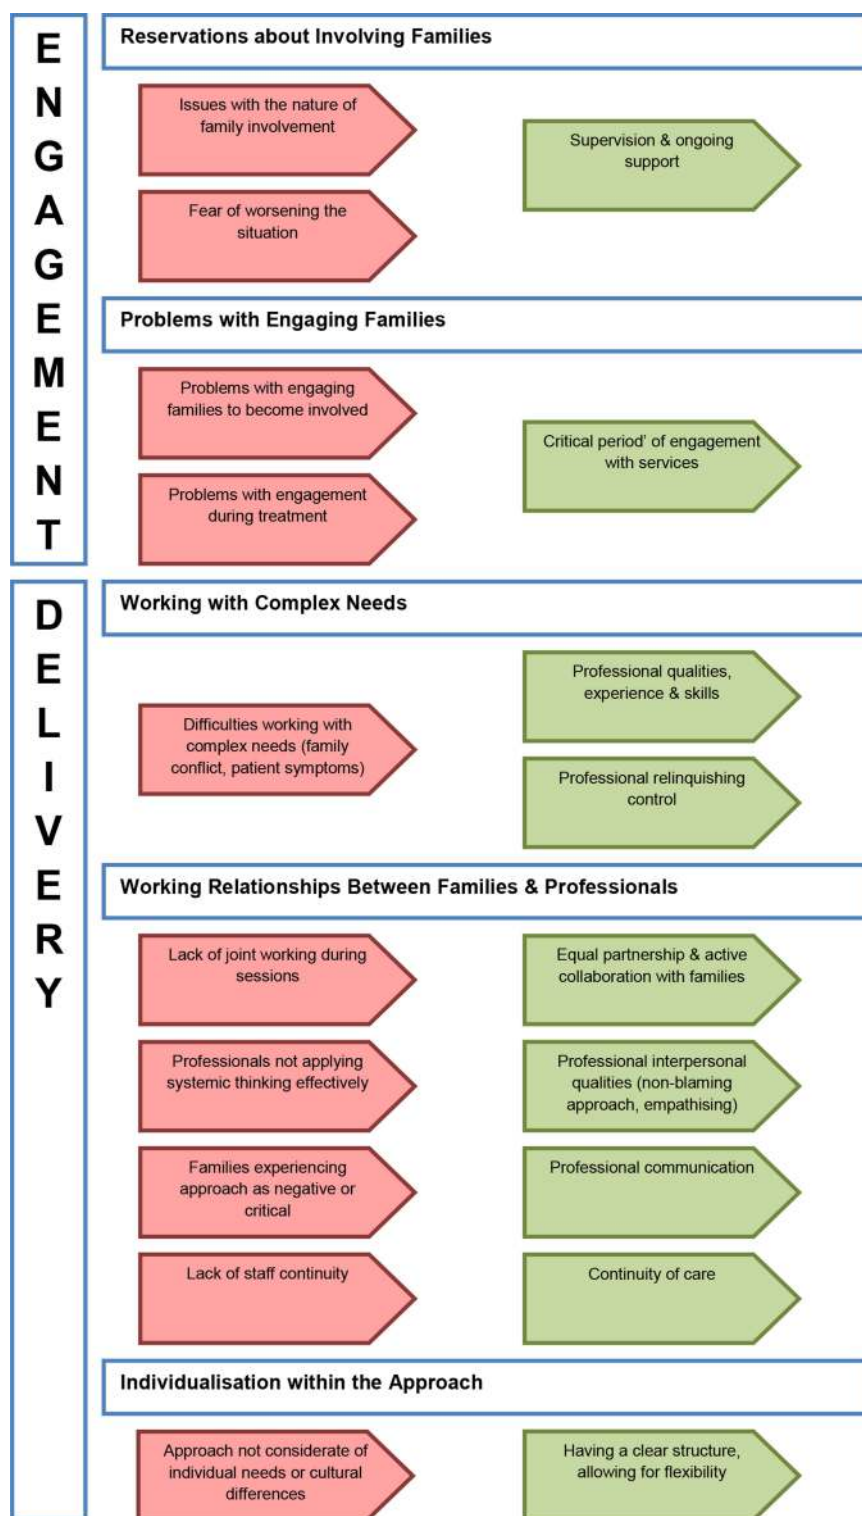 ENGAGEMENT
Reservations about Involving Families
Issues with the nature of
family involvement
Fear of worsening the
situation
Supervision & ongoing
support
Problems with Engaging Families
Problems with engaging
families to become involved
Problems with engagement
during treatment
Critical period' of engagement
with services
DELIVERY
Working with Complex Needs
Difficulties working with
complex needs (family
conflict, patient symptoms)
Professional qualities,
experience & skills
Professional relinquishing
control
Working Relationships Between Families & Professionals
Lack of joint working during
sessions
Equal partnership & active
collaboration with families
Professionals not applying
systemic thinking effectively
Professional interpersonal
qualities (non-blaming
approach, empathising)
Families experiencing
approach as negative or
critical
Professional communication
Lack of staff continuity
Continuity of care
Individualisation within the Approach
Approach not considerate of
individual needs or cultural
differences
Having a clear structure,
allowing for flexibility